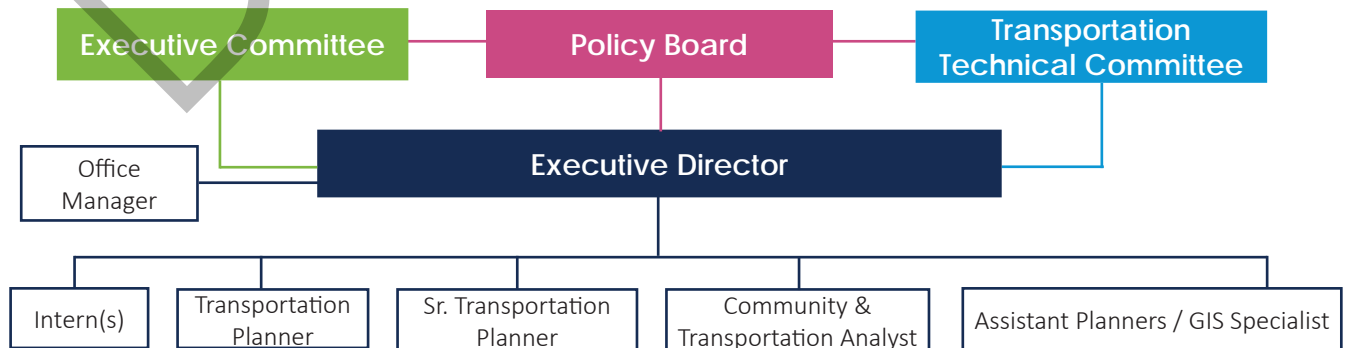 Executive Committee
Policy Board
Transportation
Technical Committee
Executive Director
Office
Manager
Intern(s)
Transportation
Planner
Sr. Transportation
Planner
Community &
Transportation Analyst
Assistant Planners / GIS Specialist